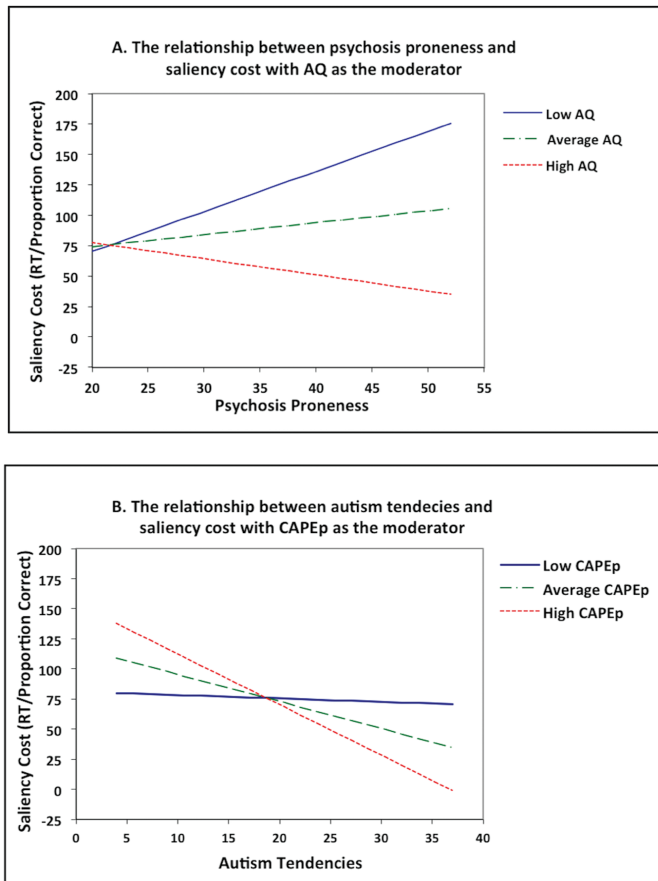 A. The relationship between psychosis proneness and
saliency cost with AQ as the moderator
Saliency Cost (RT/Proportion Correct)
200
175
150
125
100
75
50
25
0
-25
20
25
30
35
40
45
50
55
Psychosis Proneness
Low AQ
Average AQ
High AQ
B. The relationship between autism tendecies and
saliency cost with CAPEp as the moderator
Saliency Cost (RT/Proportion Correct)
200
175
150
125
100
75
50
25
0
-25
0
5
10
15
20
25
30
35
40
Autism Tendencies
Low CAPEp
Average CAPEp
High CAPEp